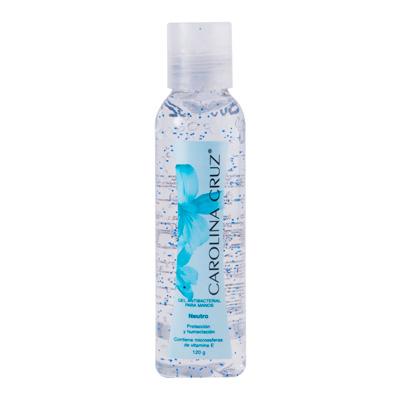 CAROLINA CRUZ®
GEL ANTIBACTERIAL
PARA MANOS
Neutro
Protección
y humectación
Contiene microesferas
de vitamina E
120 g